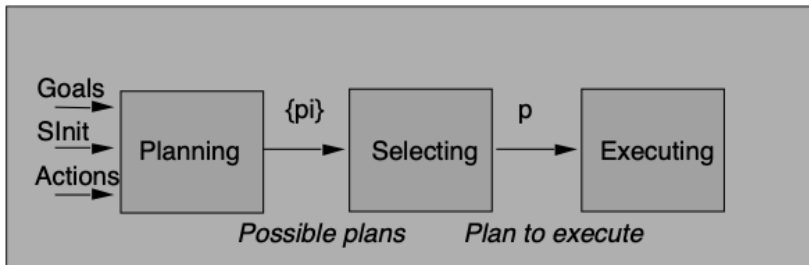 Goals
SInit
Actions
Planning
{pi}
Possible plans
Selecting
p
Plan to execute
Executing